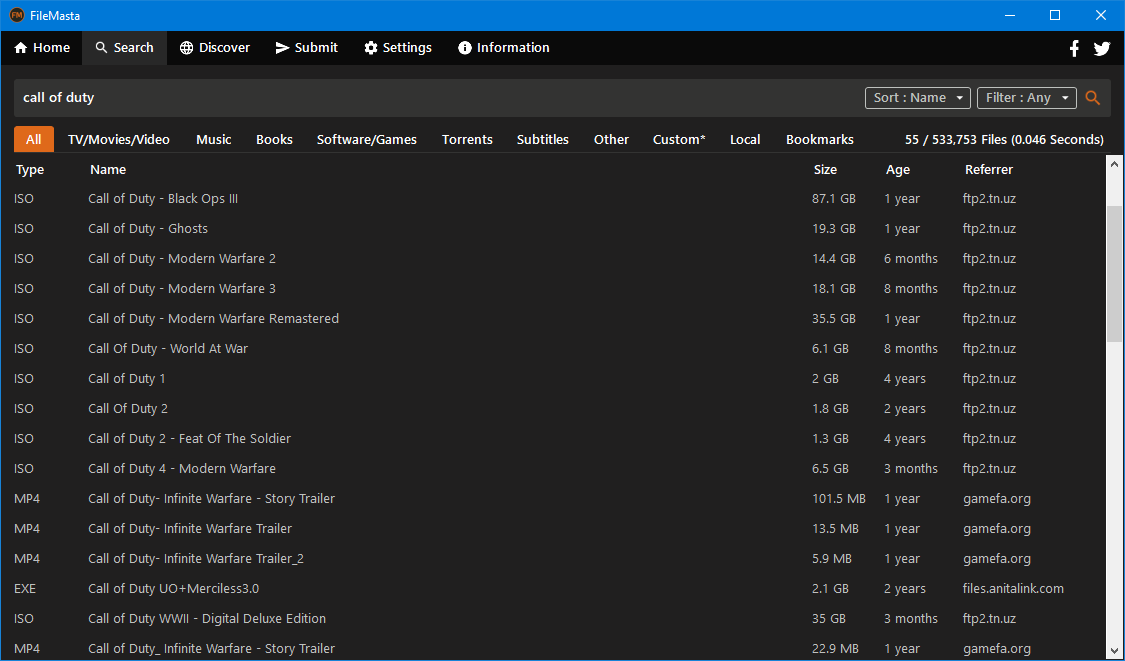 FM FileMasta
Home Search Discover Submit Settings Information
call of duty Sort : Name Filter : Any
All TV/Movies/Video Music Books Software/Games Torrents Subtitles Other Custom* Local Bookmarks 55 / 533,753 Files (0.046 Seconds)
Type Name Size Age Referrer
ISO Call of Duty - Black Ops III 87.1 GB 1 year ftp2.tn.uz
ISO Call of Duty - Ghosts 19.3 GB 1 year ftp2.tn.uz
ISO Call of Duty - Modern Warfare 2 14.4 GB 6 months ftp2.tn.uz
ISO Call of Duty - Modern Warfare 3 18.1 GB 8 months ftp2.tn.uz
ISO Call of Duty - Modern Warfare Remastered 35.5 GB 1 year ftp2.tn.uz
ISO Call Of Duty - World At War 6.1 GB 8 months ftp2.tn.uz
ISO Call of Duty 1 2 GB 4 years ftp2.tn.uz
ISO Call Of Duty 2 1.8 GB 2 years ftp2.tn.uz
ISO Call of Duty 2 - Feat Of The Soldier 1.3 GB 4 years ftp2.tn.uz
ISO Call of Duty 4 - Modern Warfare 6.5 GB 3 months ftp2.tn.uz
MP4 Call of Duty- Infinite Warfare - Story Trailer 101.5 MB 1 year gamefa.org
MP4 Call of Duty- Infinite Warfare Trailer 13.5 MB 1 year gamefa.org
MP4 Call of Duty- Infinite Warfare Trailer_2 5.9 MB 1 year gamefa.org
EXE Call of Duty UO+Merciless3.0 2.1 GB 2 years files.anitalink.com
ISO Call of Duty WWII - Digital Deluxe Edition 35 GB 3 months ftp2.tn.uz
MP4 Call of Duty_ Infinite Warfare - Story Trailer 22.9 MB 1 year gamefa.org